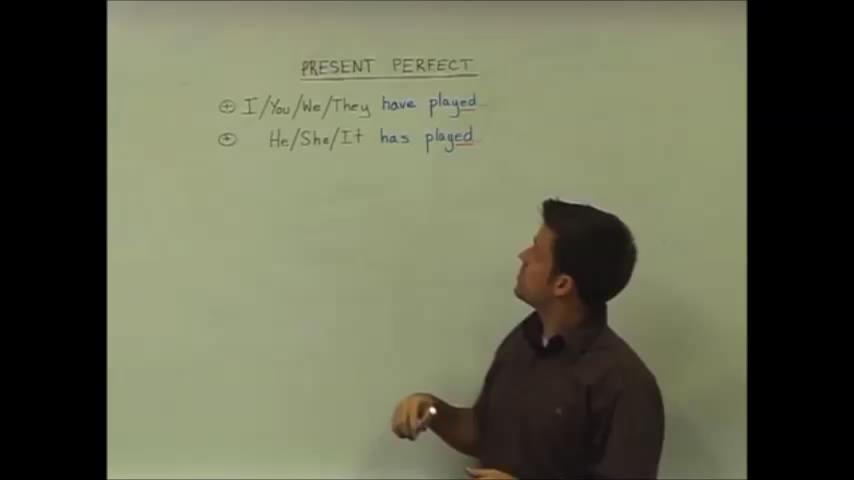 PRESENT PERFECT
⊕ I/You/We/They have played
⊕ He/She/It has played